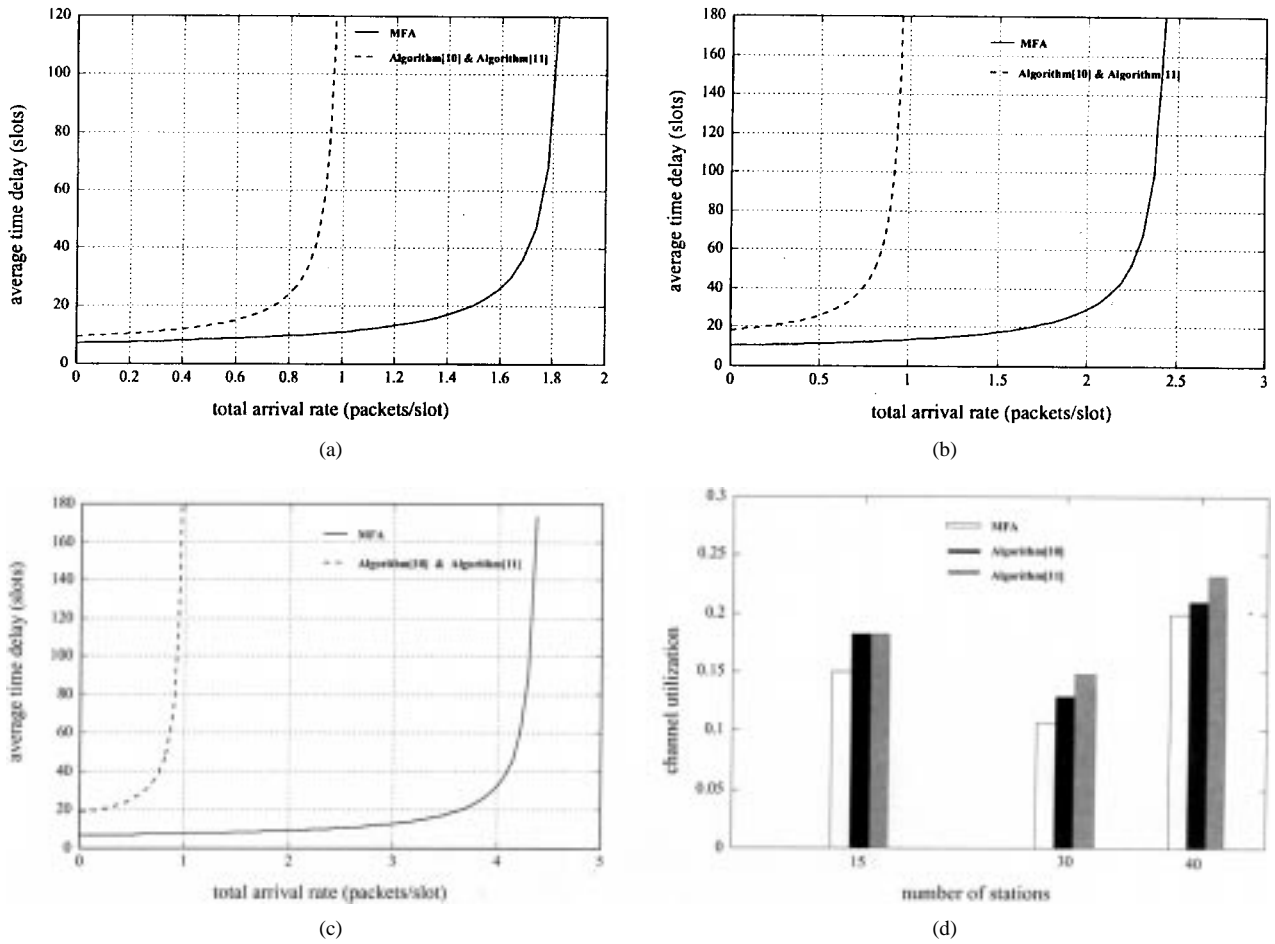 120
100
80
60
40
20
0
0 0.2 0.4 0.6 0.8 1 1.2 1.4 1.6 1.8 2
average time delay (slots)
total arrival rate (packets/slot)
MFA
Algorithm[10] & Algorithm[11]
(a)
180
160
140
120
100
80
60
40
20
0
0 0.5 1 1.5 2 2.5 3
average time delay (slots)
total arrival rate (packets/slot)
MFA
Algorithm[10] & Algorithm[11]
(b)
180
160
140
120
100
80
60
40
20
0
0 1 2 3 4 5
average time delay (slots)
total arrival rate (packets/slot)
MFA
Algorithm[10] & Algorithm[11]
(c)
0.3
0.25
0.2
0.15
0.1
0.05
0
15 30 40
channel utilization
number of stations
MFA
Algorithm[10]
Algorithm[11]
(d)